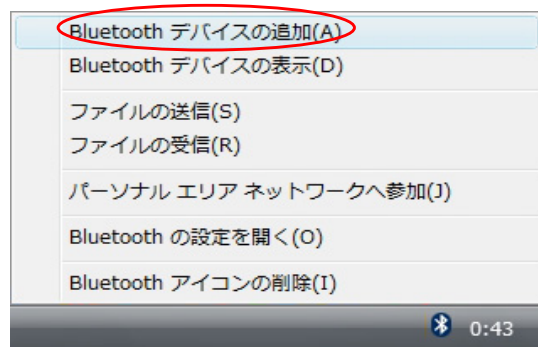 Bluetooth デバイスの追加(A)
Bluetooth デバイスの表示(D)
ファイルの送信(S)
ファイルの受信(R)
パーソナル エリア ネットワークへ参加(J)
Bluetooth の設定を開く(O)
Bluetooth アイコンの削除(I)
0:43